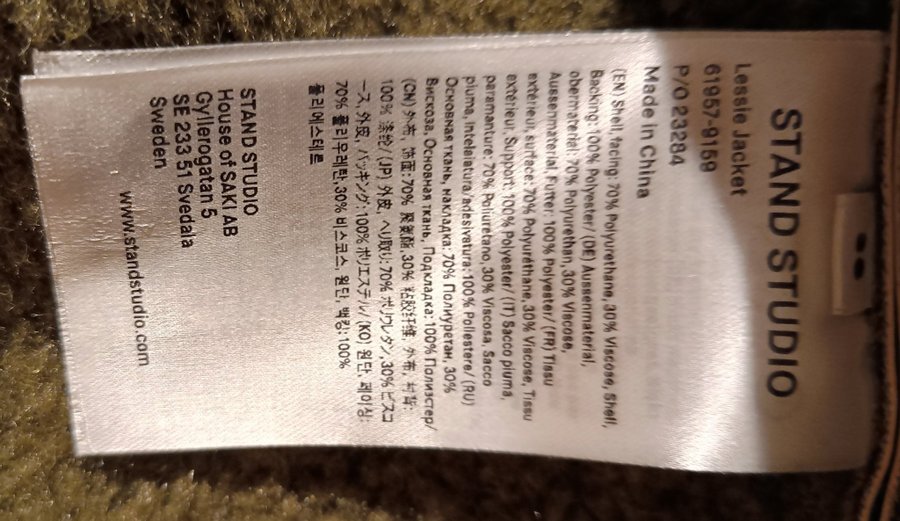 STAND STUDIO
Lessie Jacket
61957-9159
P/O 23284
Made in China
(EN) Shell, facing: 70% Polyurethane, 30% Viscose, Shell,
Backing: 100% Polyester/ (DE) Aussenmaterial,
obermaretel: 70% Polyurethan, 30% Viscose,
Aussenmaterial, Futter: 100% Polyester/ (FR) Tissu
extérieur, surface: 70% Polyuréthane, 30% Viscose, Tissu
extérieur, Support: 100% Polyester/ (IT) Sacco piuma,
paramanture: 70% Poliuretano, 30% Viscosa, Sacco
piuma, Intelelatura/adesivatura: 100% Poliestere/ (RU)
Основная ткань, накладка: 70% Полиуретан, 30%
Вискоза, Основная ткань, Подкладка: 100% Полиэстер/
(CN) 外布, 饰面: 70% 聚氨酯, 30% 粘胶纤维, 外布, 衬背:
100% 涤纶/ (JP) 外皮, ヘリ取り: 70% ポリウレタン, 30% ビスコ
ース, 外皮, バッキング: 100% ポリエステル/ (KO) 원단, 페이싱:
70% 폴리우레탄, 30% 비스코스, 원단, 백킹: 100%
폴리에스테르
STAND STUDIO
House of SAKI AB
Gyllerogatan 5
SE 233 51 Svedala
Sweden
www.standstudio.com